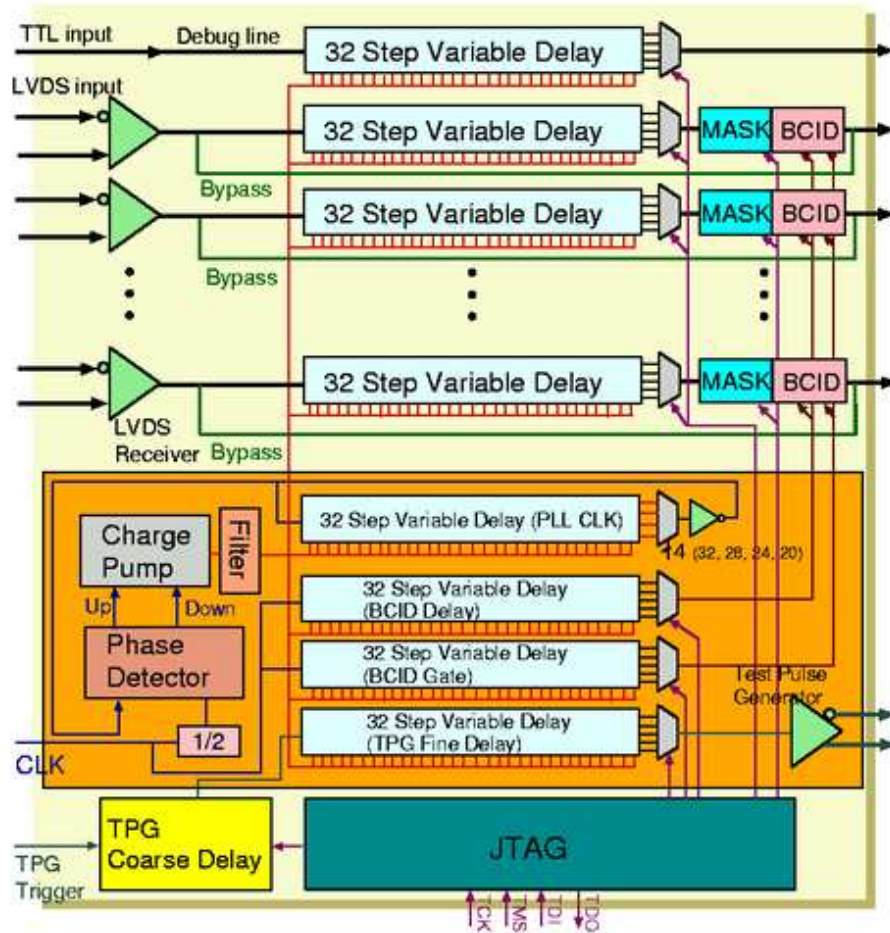 TTL input
Debug line
32 Step Variable Delay
LVDS input
32 Step Variable Delay
MASK
BCID
Bypass
32 Step Variable Delay
MASK
BCID
Bypass
32 Step Variable Delay
MASK
BCID
LVDS
Receiver
Bypass
Charge
Pump
Filter
32 Step Variable Delay (PLL CLK)
4 (32, 28, 24, 20)
Up
Down
32 Step Variable Delay
(BCID Delay)
Phase
Detector
32 Step Variable Delay
(BCID Gate)
Test Pulse
Generator
1/2
32 Step Variable Delay
(TPG Fine Delay)
CLK
TPG
Coarse Delay
JTAG
TPG
Trigger
TCK
TMS
TDI
TDO